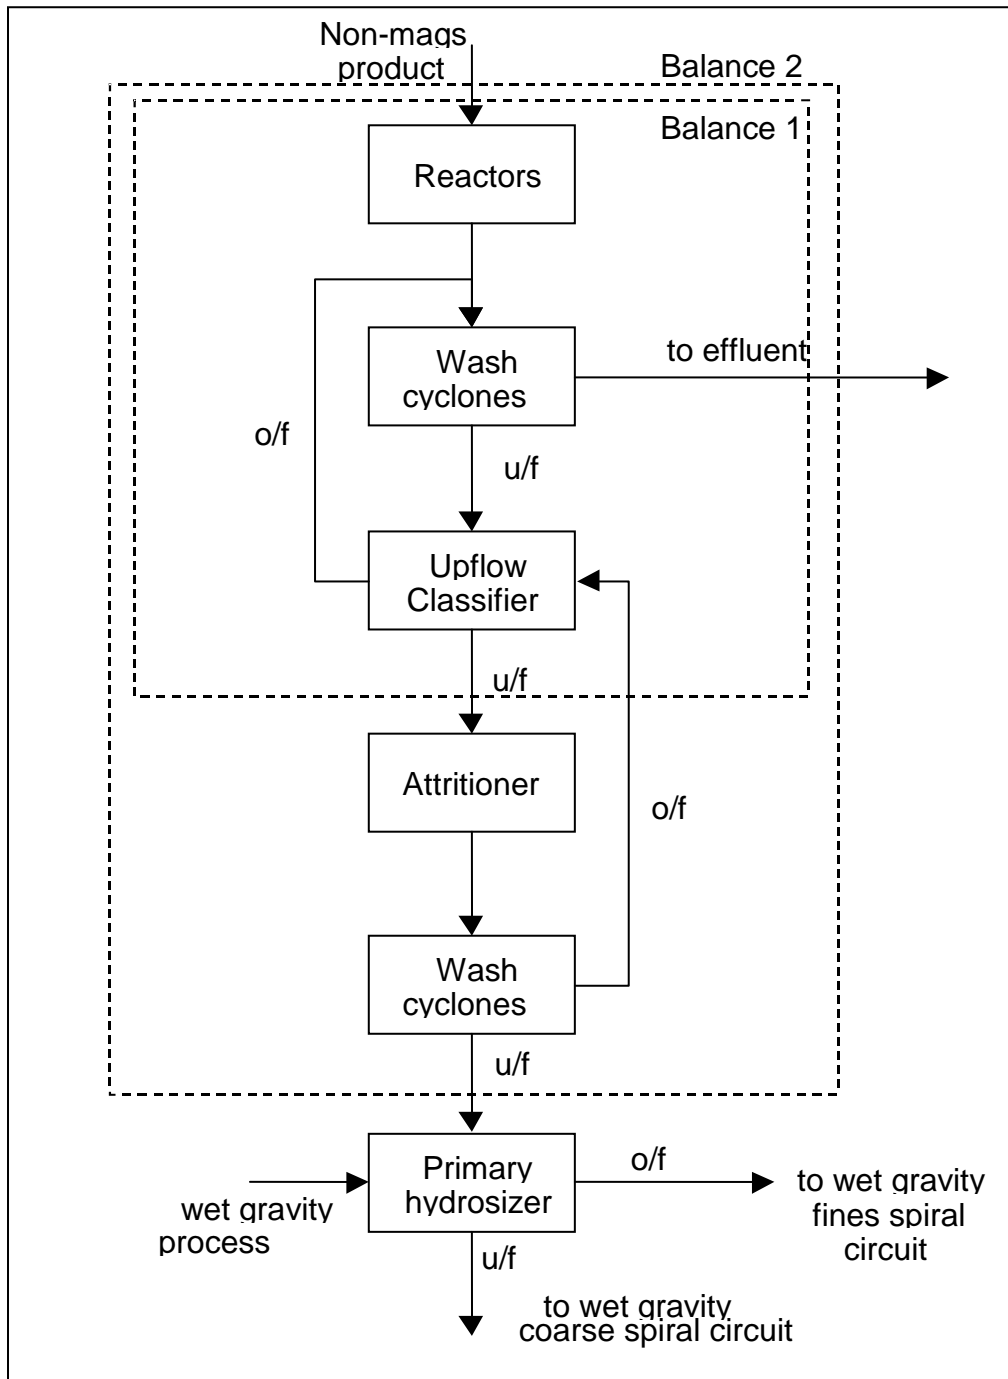 Non-mags
product
Balance 2
Balance 1
Reactors
Wash
cyclones
to effluent
o/f
u/f
Upflow
Classifier
u/f
Attritioner
o/f
Wash
cyclones
u/f
Primary
hydrosizer
o/f
to wet gravity
fines spiral
circuit
wet gravity
process
u/f
to wet gravity
coarse spiral circuit